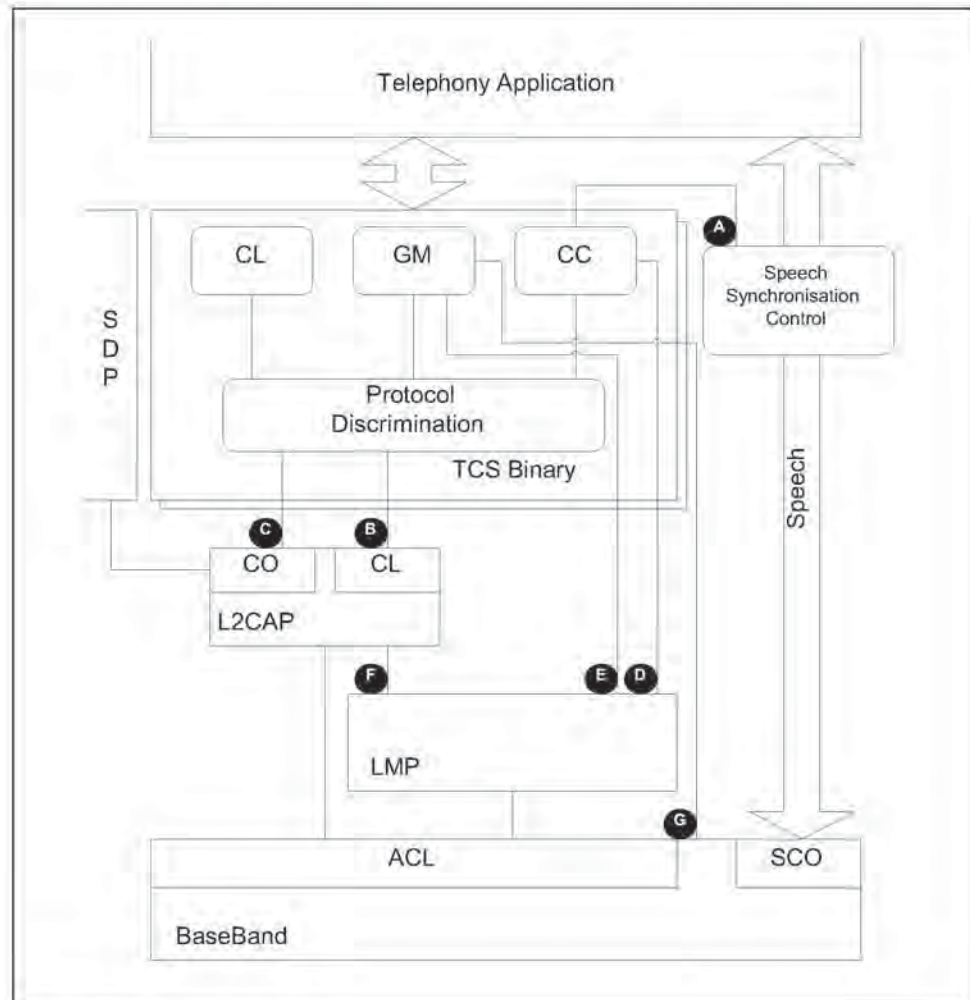 Telephony Application
CL
GM
CC
A
Speech
Synchronisation
Control
S
D
P
Protocol
Discrimination
TCS Binary
Speech
C
B
CO
CL
L2CAP
F
E
D
LMP
G
ACL
SCO
BaseBand